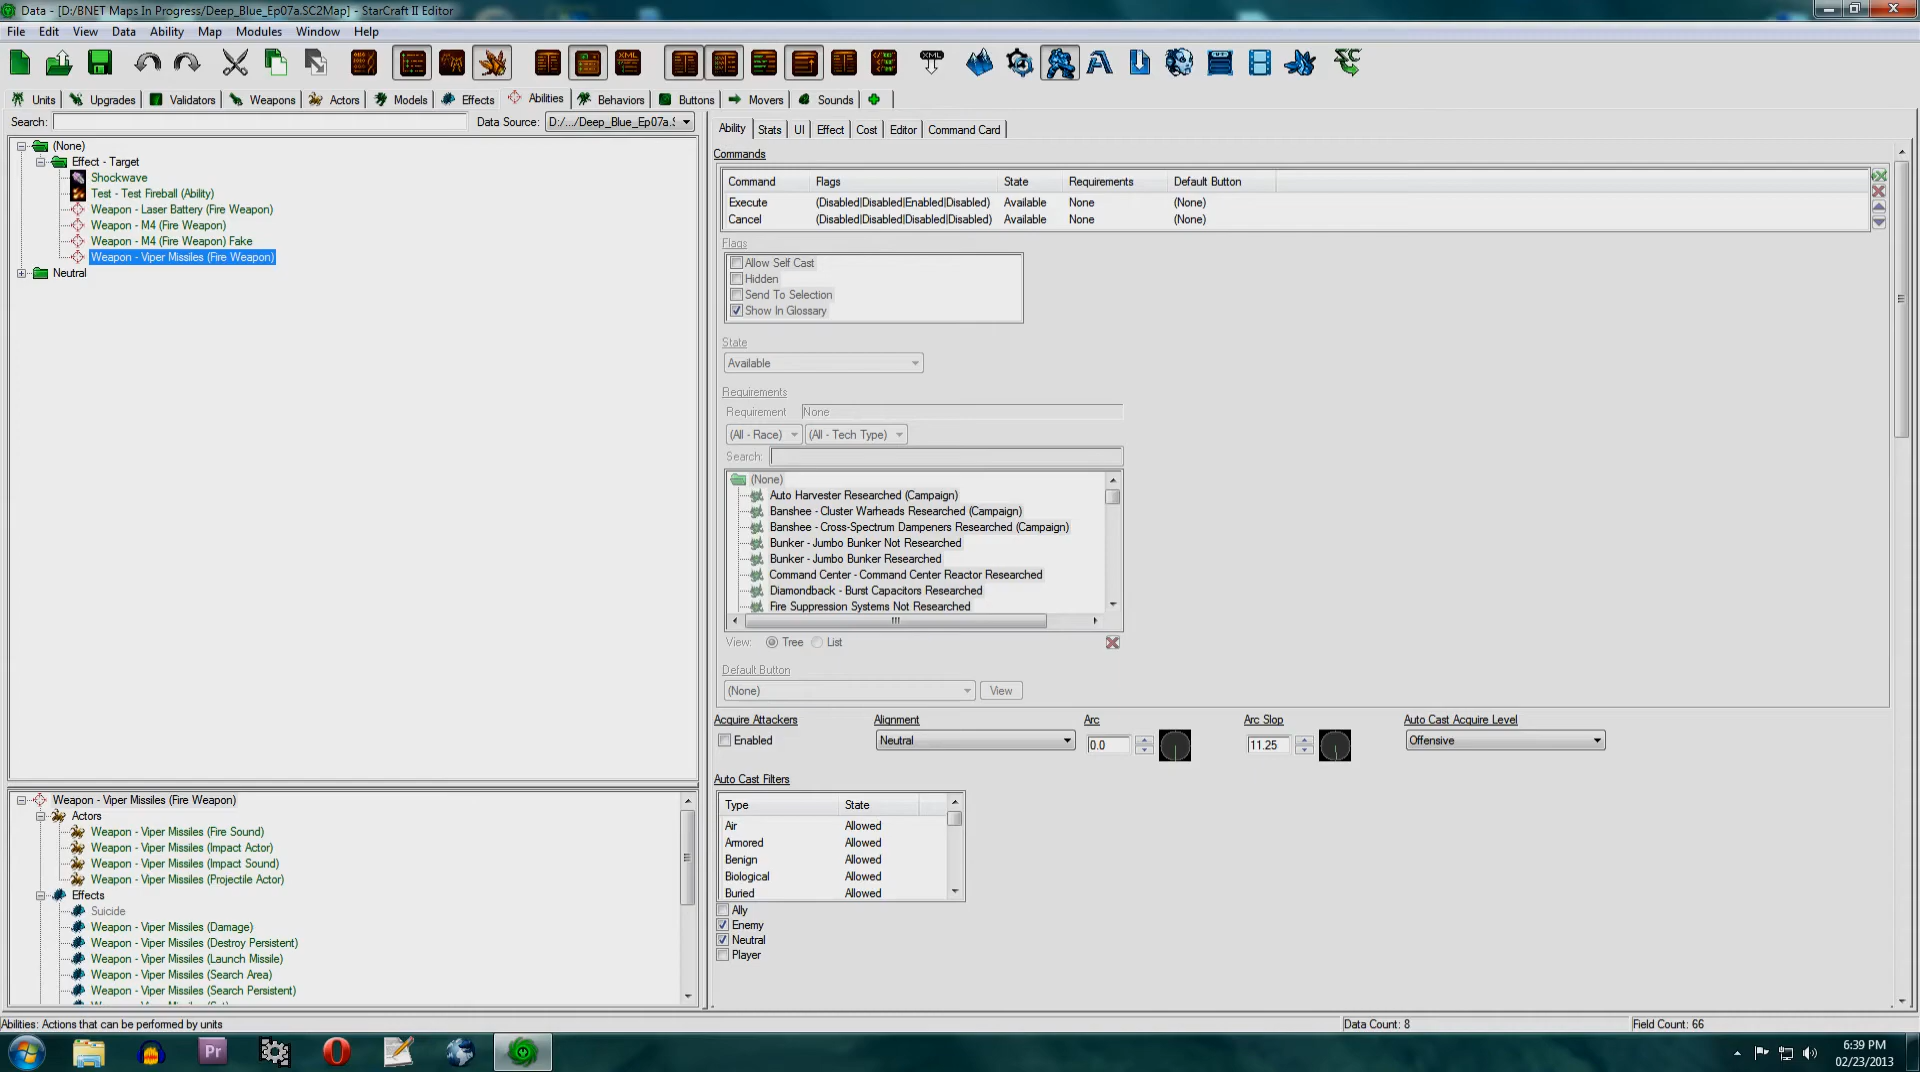 Data - [D:/BNET Maps In Progress/Deep_Blue_Ep07a.SC2Map] - StarCraft II Editor
File Edit View Data Ability Map Modules Window Help
XML XML
Units Upgrades Validators Weapons Actors Models Effects Abilities Behaviors Buttons Movers Sounds
Search: Data Source: D:/.../Deep_Blue_Ep07a.S
(None)
Effect - Target
Shockwave
Test - Test Fireball (Ability)
Weapon - Laser Battery (Fire Weapon)
Weapon - M4 (Fire Weapon)
Weapon - M4 (Fire Weapon) Fake
Weapon - Viper Missiles (Fire Weapon)
Neutral
Weapon - Viper Missiles (Fire Weapon)
Actors
Weapon - Viper Missiles (Fire Sound)
Weapon - Viper Missiles (Impact Actor)
Weapon - Viper Missiles (Impact Sound)
Weapon - Viper Missiles (Projectile Actor)
Effects
Suicide
Weapon - Viper Missiles (Damage)
Weapon - Viper Missiles (Destroy Persistent)
Weapon - Viper Missiles (Launch Missile)
Weapon - Viper Missiles (Search Area)
Weapon - Viper Missiles (Search Persistent)
Ability Stats UI Effect Cost Editor Command Card
Commands
Command Flags State Requirements Default Button
Execute (Disabled|Disabled|Enabled|Disabled) Available None (None)
Cancel (Disabled|Disabled|Disabled|Disabled) Available None (None)
Flags
Allow Self Cast
Hidden
Send To Selection
Show In Glossary
State
Available
Requirements
Requirement None
(All - Race) (All - Tech Type)
Search:
(None)
Auto Harvester Researched (Campaign)
Banshee - Cluster Warheads Researched (Campaign)
Banshee - Cross-Spectrum Dampeners Researched (Campaign)
Bunker - Jumbo Bunker Not Researched
Bunker - Jumbo Bunker Researched
Command Center - Command Center Reactor Researched
Diamondback - Burst Capacitors Researched
Fire Suppression Systems Not Researched
View: Tree List
Default Button
(None) View
Acquire Attackers Alignment Arc Arc Slop Auto Cast Acquire Level
Enabled Neutral 0.0 11.25 Offensive
Auto Cast Filters
Type State
Air Allowed
Armored Allowed
Benign Allowed
Biological Allowed
Buried Allowed
Ally
Enemy
Neutral
Player
Abilities: Actions that can be performed by units Data Count: 8 Field Count: 66
Pr
6:39 PM
02/23/2013